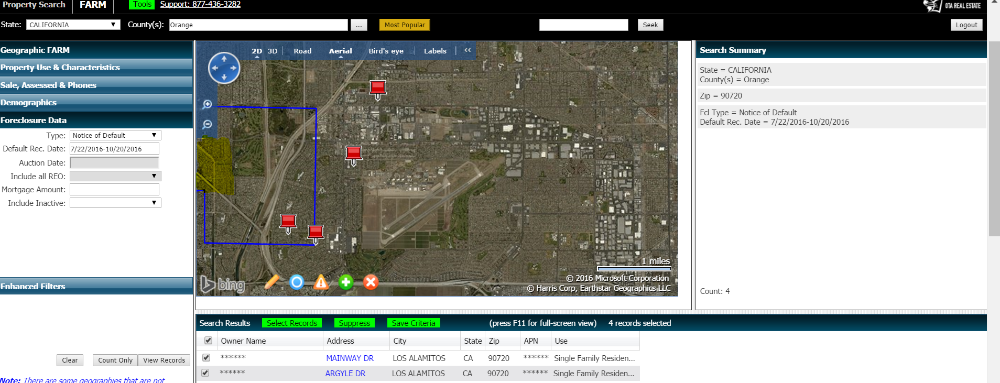 Property Search FARM Tools Support: 877-436-3282
OTA REAL ESTATE
State: CALIFORNIA County(s): Orange ... Most Popular Seek Logout
Geographic FARM
Property Use & Characteristics
Sale, Assessed & Phones
Demographics
Foreclosure Data
Type: Notice of Default
Default Rec. Date: 7/22/2016-10/20/2016
Auction Date:
Include all REO:
Mortgage Amount:
Include Inactive:
Enhanced Filters
Clear Count Only View Records
Note: There are some geographies that are not
2D 3D Road Aerial Bird's eye Labels <<
1 miles
© 2016 Microsoft Corporation
© Harris Corp, Earthstar Geographics LLC
bing
Search Summary
State = CALIFORNIA
County(s) = Orange
Zip = 90720
Fcl Type = Notice of Default
Default Rec. Date = 7/22/2016-10/20/2016
Count: 4
Search Results Select Records Suppress Save Criteria (press F11 for full-screen view) 4 records selected
Owner Name Address City State Zip APN Use
****** MAINWAY DR LOS ALAMITOS CA 90720 ****** Single Family Residen...
****** ARGYLE DR LOS ALAMITOS CA 90720 ****** Single Family Residen...